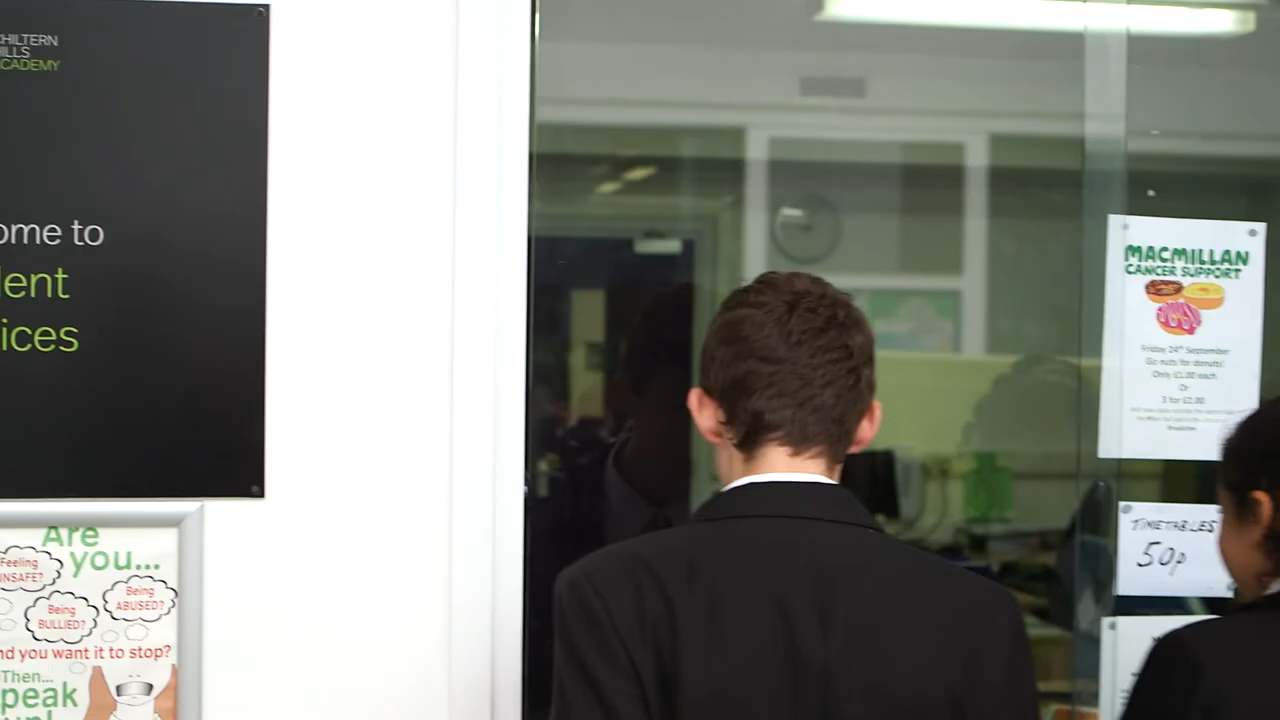 CHILTERN
HILLS
ACADEMY
ome to
dent
ices
Are
you...
Feeling
UNSAFE?
Being
ABUSED?
Being
BULLIED?
nd you want it to stop?
Then...
peak
up!
MACMILLAN
CANCER SUPPORT
Friday 24th September
Go nuts for donuts!
Only £1.00 each
Or
3 for £2.00
TIMETABLES
50p